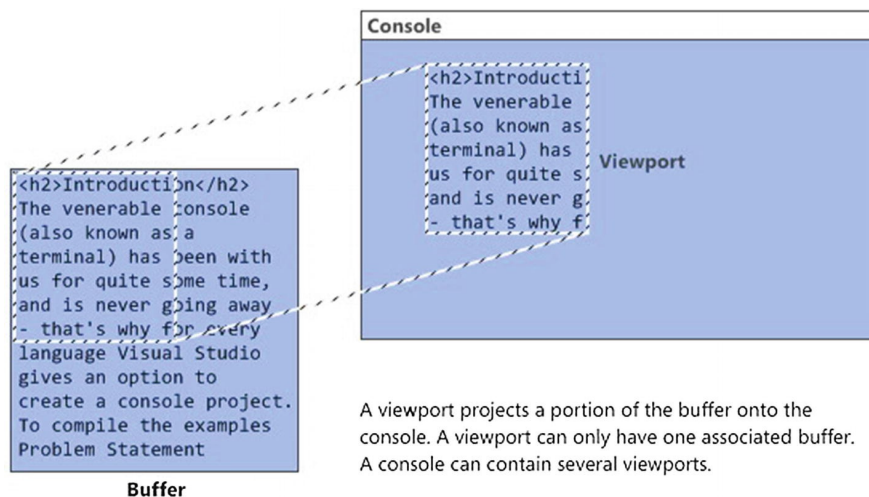 Console
<h2>Introducti
The venerable
(also known as
terminal) has
us for quite s
and is never g
- that's why f
Viewport
<h2>Introduction</h2>
The venerable console
(also known as a
terminal) has been with
us for quite some time,
and is never going away
- that's why for every
language Visual Studio
gives an option to
create a console project.
To compile the examples
Problem Statement
Buffer
A viewport projects a portion of the buffer onto the
console. A viewport can only have one associated buffer.
A console can contain several viewports.